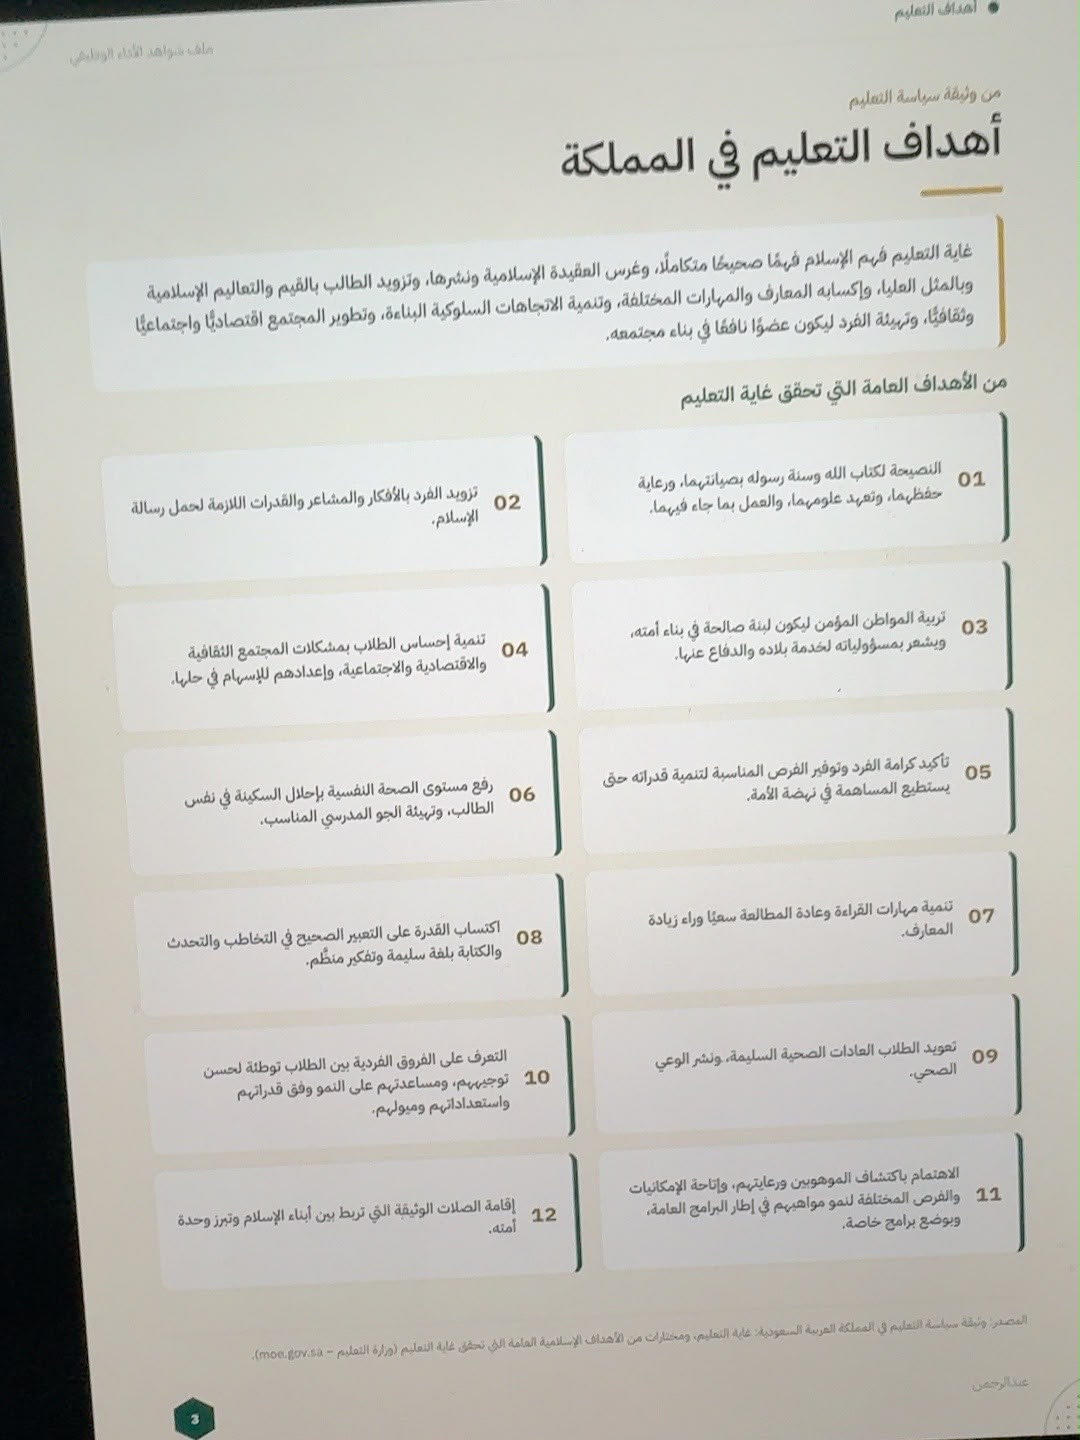 أهداف التعليم
ملف شواهد الأداء الوظيفي
من وثيقة سياسة التعليم
أهداف التعليم في المملكة
غاية التعليم فهم الإسلام فهمًا صحيحًا متكاملًا، وغرس العقيدة الإسلامية ونشرها، وتزويد الطالب بالقيم والتعاليم الإسلامية
وبالمثل العليا، وإكسابه المعارف والمهارات المختلفة، وتنمية الاتجاهات السلوكية البناءة، وتطوير المجتمع اقتصاديًّا واجتماعيًّا
وثقافيًّا، وتهيئة الفرد ليكون عضوًا نافعًا في بناء مجتمعه.
من الأهداف العامة التي تحقق غاية التعليم
01 النصيحة لكتاب الله وسنة رسوله بصيانتهما، ورعاية
حفظهما، وتعهد علومهما، والعمل بما جاء فيهما.
02 تزويد الفرد بالأفكار والمشاعر والقدرات اللازمة لحمل رسالة
الإسلام.
03 تربية المواطن المؤمن ليكون لبنة صالحة في بناء أمته،
ويشعر بمسؤولياته لخدمة بلاده والدفاع عنها.
04 تنمية إحساس الطلاب بمشكلات المجتمع الثقافية
والاقتصادية والاجتماعية، وإعدادهم للإسهام في حلها.
05 تأكيد كرامة الفرد وتوفير الفرص المناسبة لتنمية قدراته حتى
يستطيع المساهمة في نهضة الأمة.
06 رفع مستوى الصحة النفسية بإحلال السكينة في نفس
الطالب، وتهيئة الجو المدرسي المناسب.
07 تنمية مهارات القراءة وعادة المطالعة سعيًا وراء زيادة
المعارف.
08 اكتساب القدرة على التعبير الصحيح في التخاطب والتحدث
والكتابة بلغة سليمة وتفكير منظَّم.
09 تعويد الطلاب العادات الصحية السليمة، ونشر الوعي
الصحي.
10 التعرف على الفروق الفردية بين الطلاب توطئة لحسن
توجيههم، ومساعدتهم على النمو وفق قدراتهم
واستعداداتهم وميولهم.
11 الاهتمام باكتشاف الموهوبين ورعايتهم، وإتاحة الإمكانيات
والفرص المختلفة لنمو مواهبهم في إطار البرامج العامة،
وبوضع برامج خاصة.
12 إقامة الصلات الوثيقة التي تربط بين أبناء الإسلام وتبرز وحدة
أمته.
المصدر: وثيقة سياسة التعليم في المملكة العربية السعودية: غاية التعليم، ومختارات من الأهداف الإسلامية العامة التي تحقق غاية التعليم (وزارة التعليم – moe.gov.sa).
عبدالرحمن
3